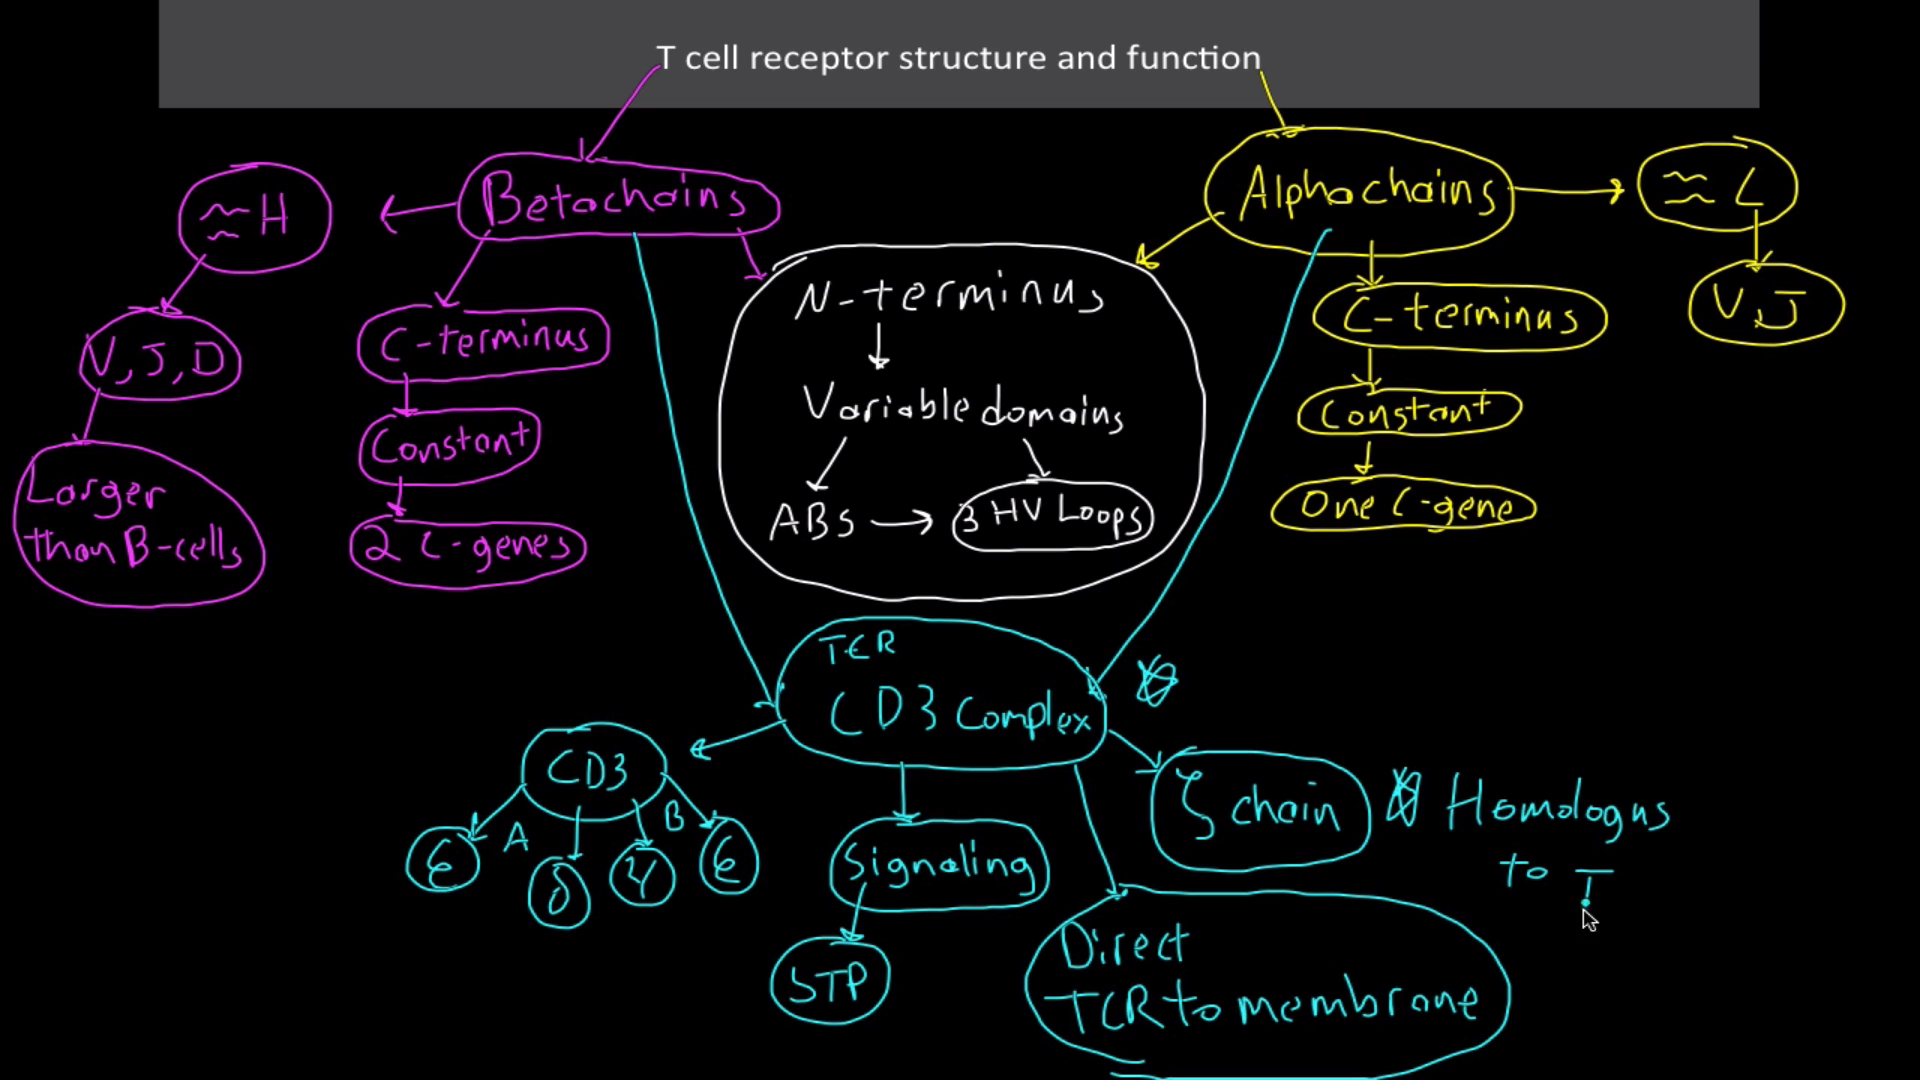 T cell receptor structure and function
≈ H
Betachains
Alphachains
≈ L
V, J, D
C-terminus
N-terminus
C-terminus
V, J
Larger
than B-cells
Constant
2 C-genes
Variable domains
ABs → 3 HV Loops
Constant
One C-gene
TCR
CD3 Complex
CD3
A
B
ε
δ
γ
ε
Signaling
STP
ζ chain
Homologus
to T
Direct
TCR to membrane